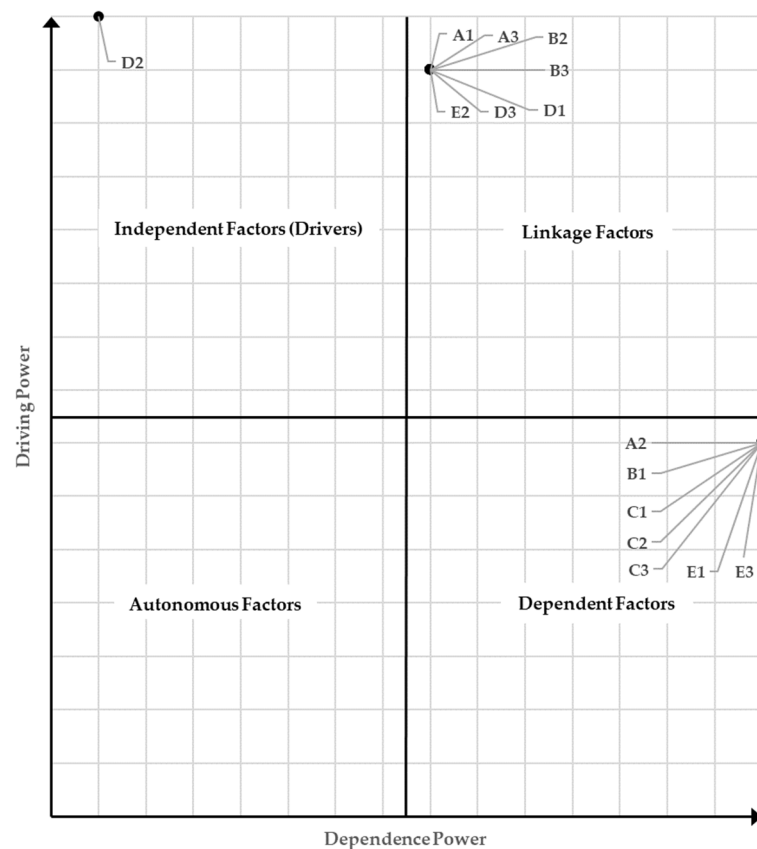 A1
A3
B2
D2
B3
E2
D3
D1
Independent Factors (Drivers)
Linkage Factors
Driving Power
A2
B1
C1
C2
C3
E1
E3
Autonomous Factors
Dependent Factors
Dependence Power